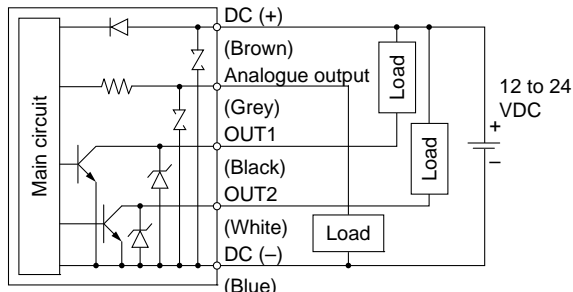 DC (+)
(Brown)
Analogue output
(Grey)
OUT1
(Black)
OUT2
(White)
DC (–)
(Blue)
Main circuit
Load
Load
Load
12 to 24
VDC
+
–